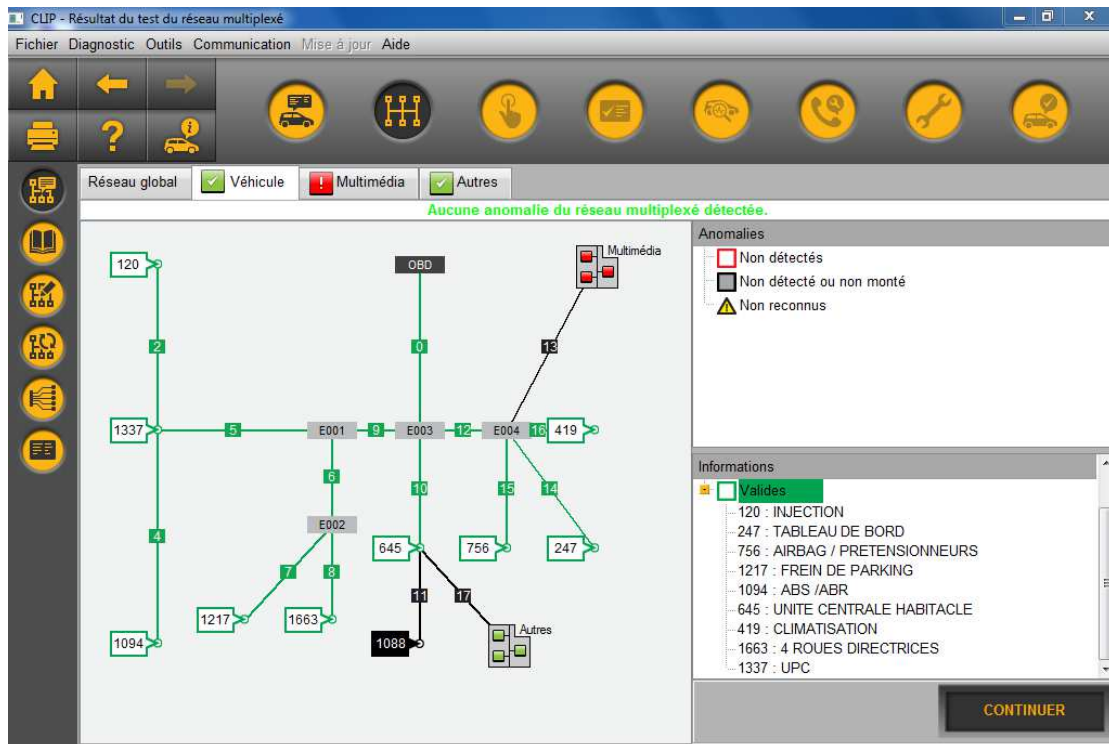 CLIP - Résultat du test du réseau multiplexé
Fichier Diagnostic Outils Communication Mise à jour Aide
Réseau global Véhicule Multimédia Autres
Aucune anomalie du réseau multiplexé détectée.
Anomalies
Non détectés
Non détecté ou non monté
Non reconnus
120
OBD
Multimédia
2
0
13
1337
5
E001
9
E003
12
E004
16
419
6
10
15
14
E002
4
645
756
247
7
8
11
17
1217
1663
1094
1088
Autres
Informations
Valides
120 : INJECTION
247 : TABLEAU DE BORD
756 : AIRBAG / PRETENSIONNEURS
1217 : FREIN DE PARKING
1094 : ABS /ABR
645 : UNITE CENTRALE HABITACLE
419 : CLIMATISATION
1663 : 4 ROUES DIRECTRICES
1337 : UPC
CONTINUER